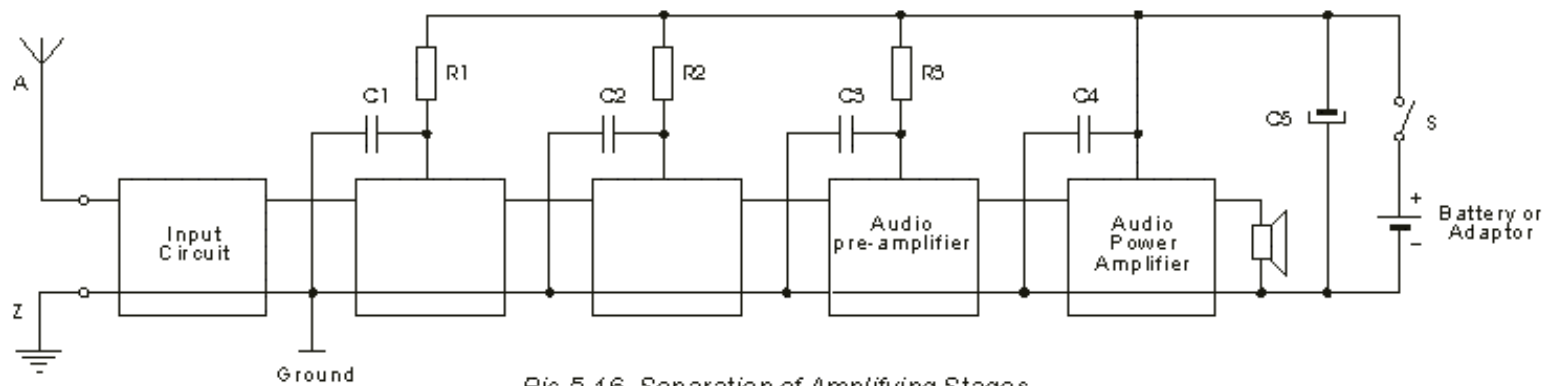 A
R1
R2
R3
C1
C2
C3
C4
C5
S
+
Battery or
Adaptor
−
Input
Circuit
Audio
pre-amplifier
Audio
Power
Amplifier
Z
Ground
Pic.5.16. Separation of Amplifying Stages